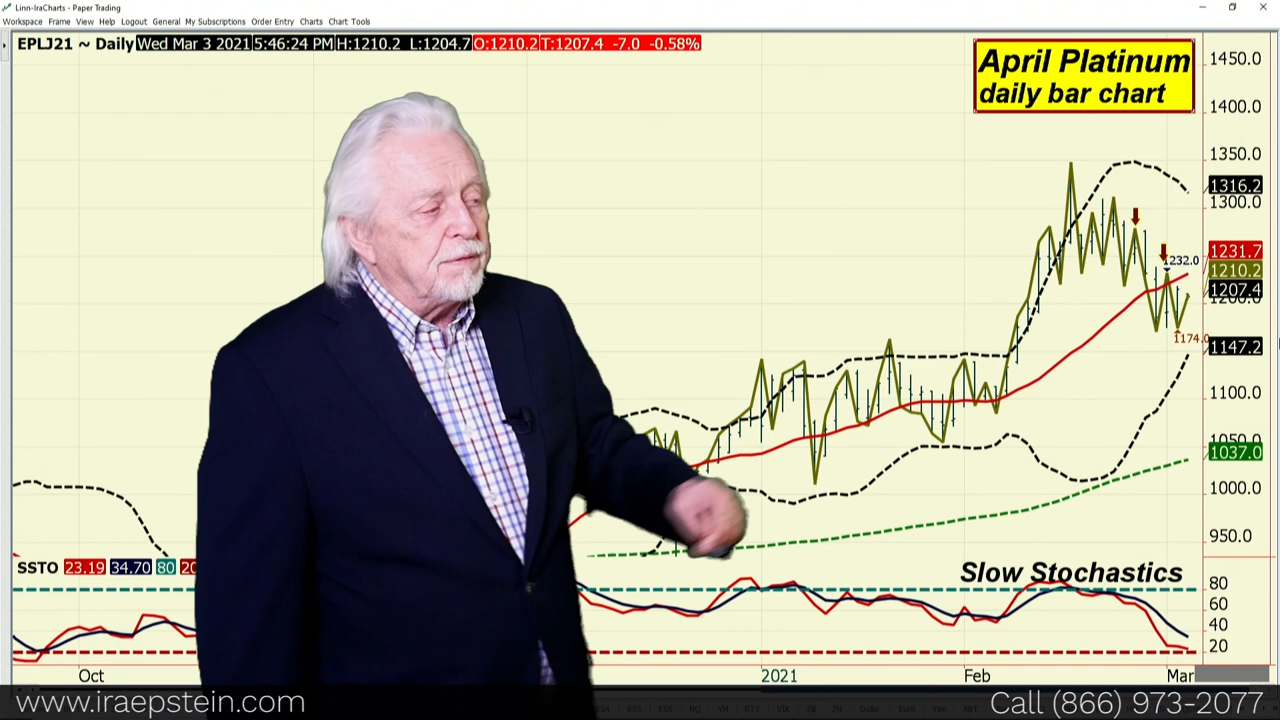 Linn-IraCharts - Paper Trading
Workspace Frame View Help Logout General My Subscriptions Order Entry Charts Chart Tools
EPLJ21 ~ Daily Wed Mar 3 2021 5:46:24 PM H:1210.2 L:1204.7 O:1210.2 T:1207.4 -7.0 -0.58%
April Platinum
daily bar chart
1450.0
1400.0
1350.0
1316.2
1300.0
1231.7
1232.0
1210.2
1207.4
1200.0
1174.0
1147.2
1100.0
1050.0
1037.0
1000.0
950.0
SSTO 23.19 34.70 80 20
Slow Stochastics
80
60
40
20
Oct 2021 Feb Mar
www.iraepstein.com
Call (866) 973-2077